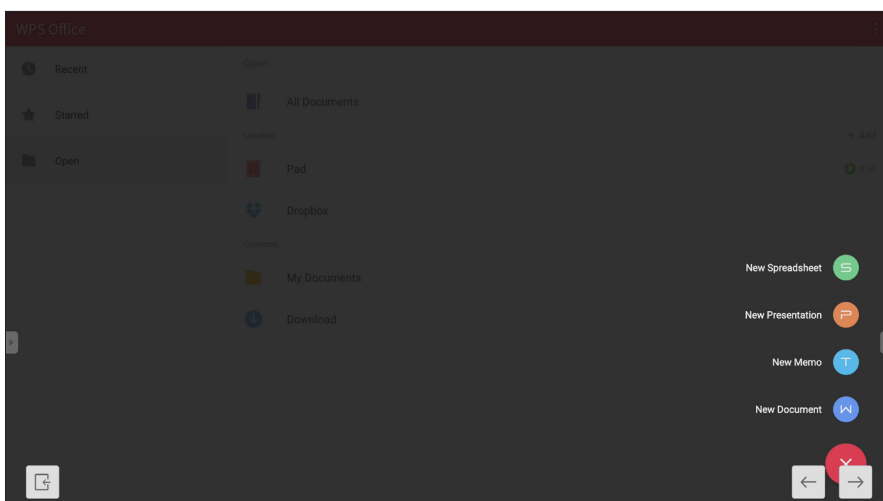 WPS Office
Recent
Starred
Open
Open
All Documents
Location
+ Add
Pad
Dropbox
Common
My Documents
Download
New Spreadsheet
New Presentation
New Memo
New Document